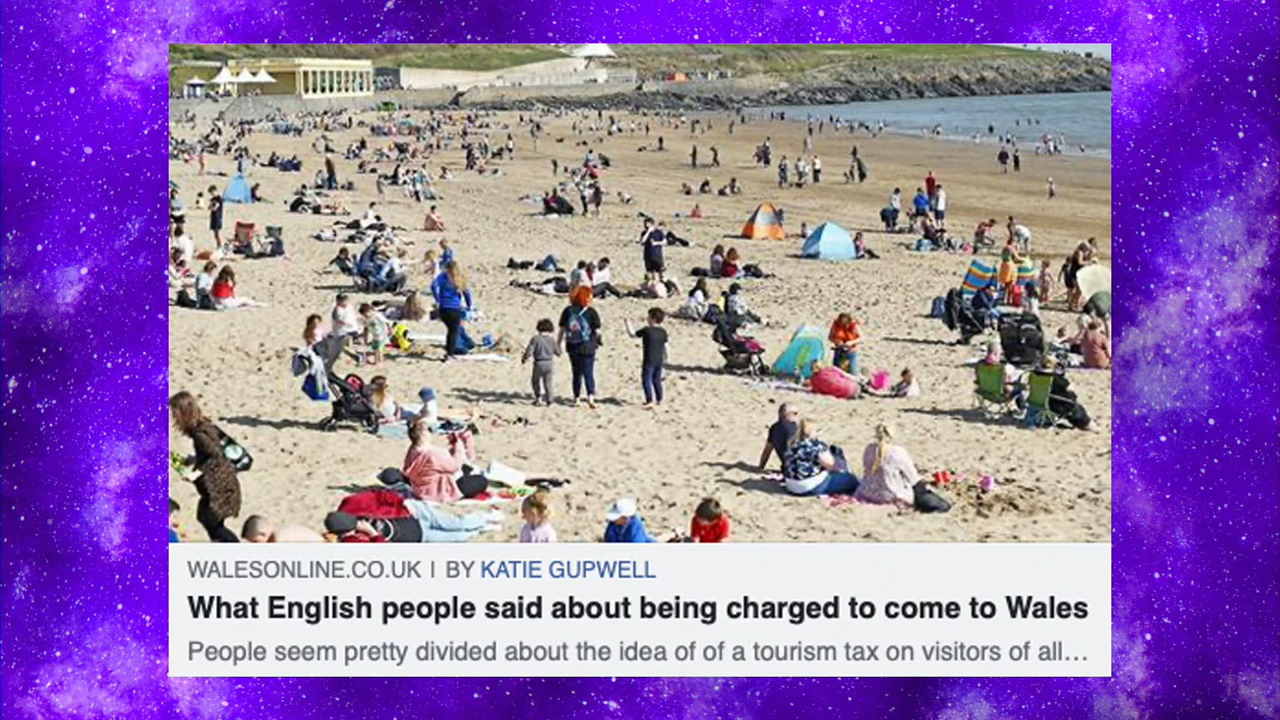 WALESONLINE.CO.UK | BY KATIE GUPWELL
What English people said about being charged to come to Wales
People seem pretty divided about the idea of of a tourism tax on visitors of all...